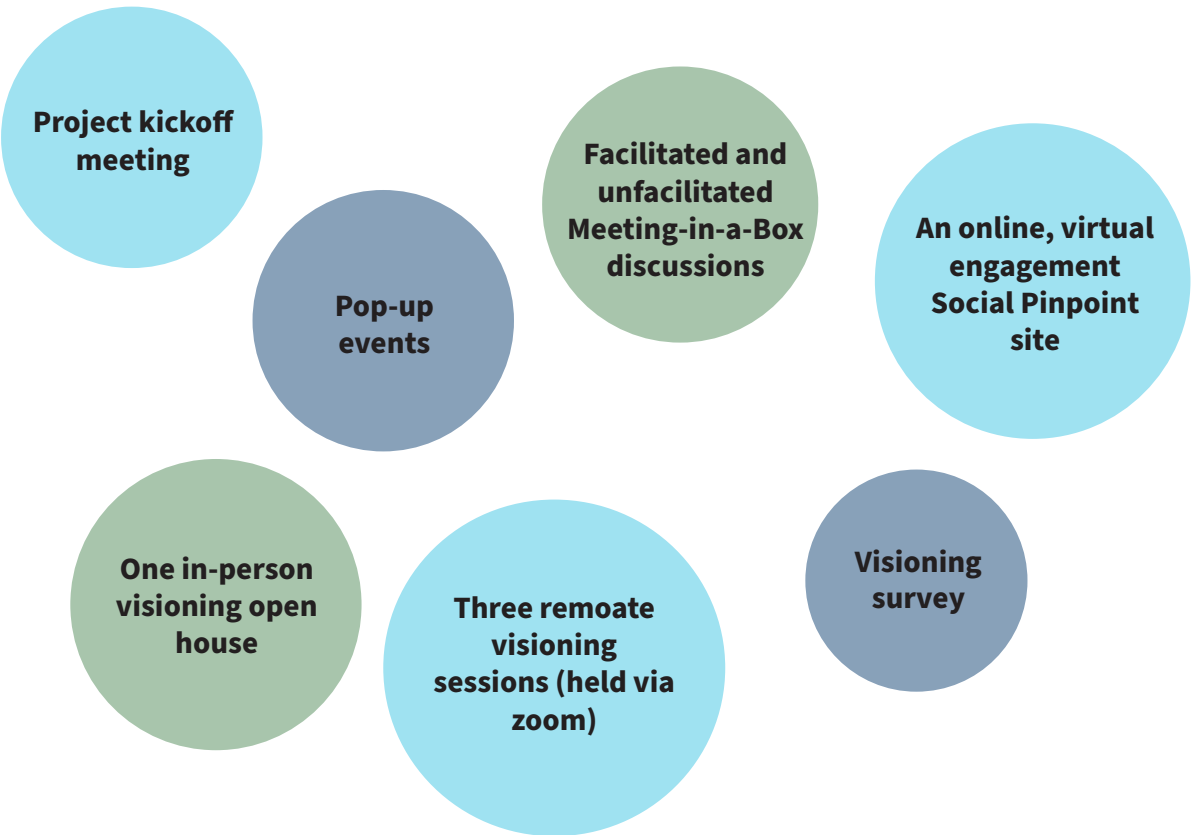 Project kickoff
meeting
Pop-up
events
Facilitated and
unfacilitated
Meeting-in-a-Box
discussions
An online, virtual
engagement
Social Pinpoint
site
One in-person
visioning open
house
Three remoate
visioning
sessions (held via
zoom)
Visioning
survey